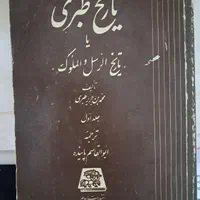 تاریخ طبری
یا
تاریخ الرسل والملوک
تألیف
محمد بن جریر طبری
جلد اول
ترجمهٔ
ابوالقاسم پاینده